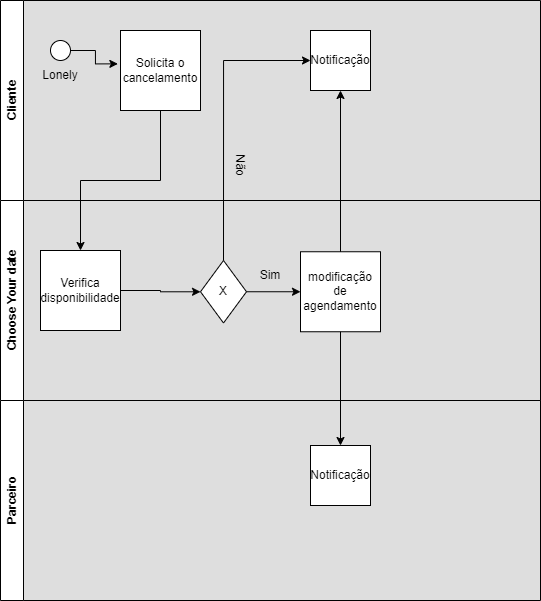 Cliente
Lonely
Solicita o
cancelamento
Notificação
Não
Choose Your date
Verifica
disponibilidade
X
Sim
modificação
de
agendamento
Parceiro
Notificação